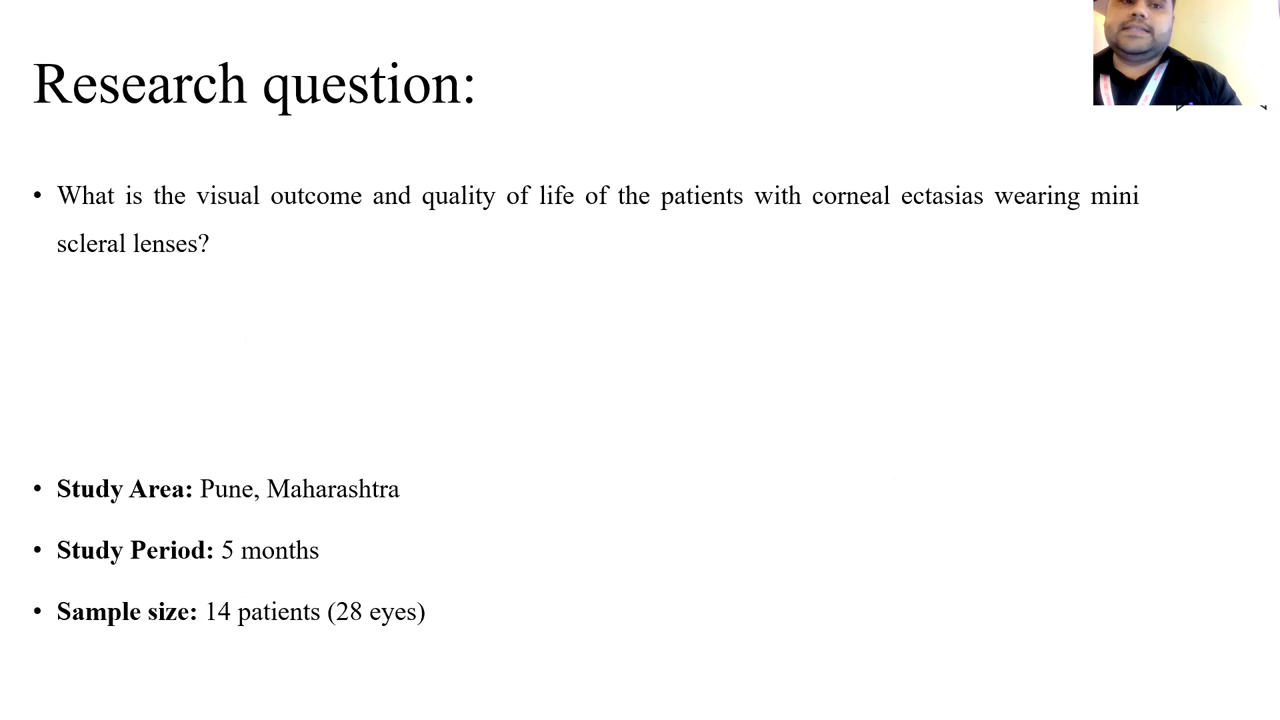 Research question:
• What is the visual outcome and quality of life of the patients with corneal ectasias wearing mini
scleral lenses?
• Study Area: Pune, Maharashtra
• Study Period: 5 months
• Sample size: 14 patients (28 eyes)